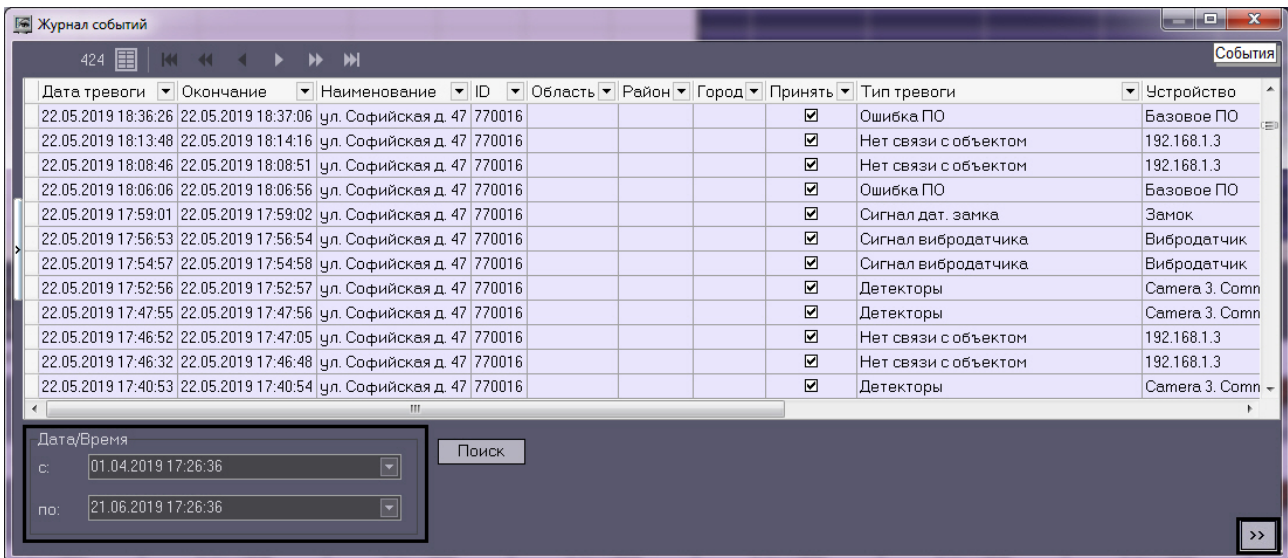 Журнал событий
424
События
Дата тревоги Окончание Наименование ID Область Район Город Принять Тип тревоги Устройство
22.05.2019 18:36:26 22.05.2019 18:37:06 ул. Софийская д. 47 770016 Ошибка ПО Базовое ПО
22.05.2019 18:13:48 22.05.2019 18:14:16 ул. Софийская д. 47 770016 Нет связи с объектом 192.168.1.3
22.05.2019 18:08:46 22.05.2019 18:08:51 ул. Софийская д. 47 770016 Нет связи с объектом 192.168.1.3
22.05.2019 18:06:06 22.05.2019 18:06:56 ул. Софийская д. 47 770016 Ошибка ПО Базовое ПО
22.05.2019 17:59:01 22.05.2019 17:59:02 ул. Софийская д. 47 770016 Сигнал дат. замка Замок
22.05.2019 17:56:53 22.05.2019 17:56:54 ул. Софийская д. 47 770016 Сигнал вибродатчика Вибродатчик
22.05.2019 17:54:57 22.05.2019 17:54:58 ул. Софийская д. 47 770016 Сигнал вибродатчика Вибродатчик
22.05.2019 17:52:56 22.05.2019 17:52:57 ул. Софийская д. 47 770016 Детекторы Camera 3. Comn
22.05.2019 17:47:55 22.05.2019 17:47:56 ул. Софийская д. 47 770016 Детекторы Camera 3. Comn
22.05.2019 17:46:52 22.05.2019 17:47:05 ул. Софийская д. 47 770016 Нет связи с объектом 192.168.1.3
22.05.2019 17:46:32 22.05.2019 17:46:48 ул. Софийская д. 47 770016 Нет связи с объектом 192.168.1.3
22.05.2019 17:40:53 22.05.2019 17:40:54 ул. Софийская д. 47 770016 Детекторы Camera 3. Comn
Дата/Время
с: 01.04.2019 17:26:36
Поиск
по: 21.06.2019 17:26:36
>>